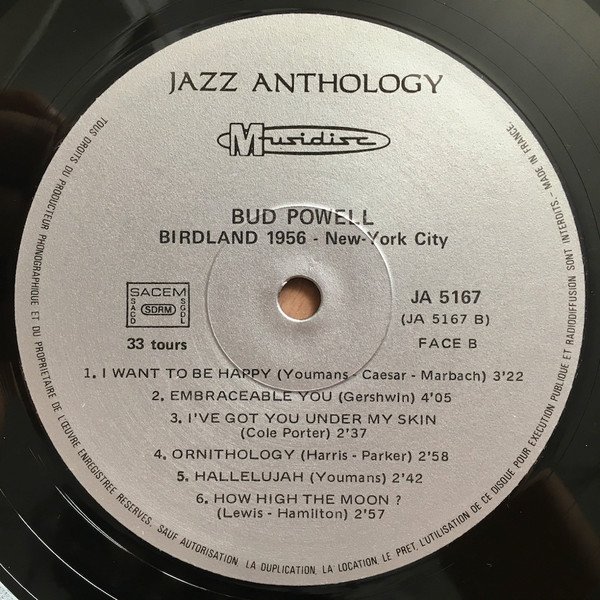 JAZZ ANTHOLOGY
Musidisc
BUD POWELL
BIRDLAND 1956 - New-York City
SACEM
SACD
SDRM
SGDL
33 tours
JA 5167
(JA 5167 B)
FACE B
1. I WANT TO BE HAPPY (Youmans - Caesar - Marbach) 3'22
2. EMBRACEABLE YOU (Gershwin) 4'05
3. I'VE GOT YOU UNDER MY SKIN
(Cole Porter) 2'37
4. ORNITHOLOGY (Harris - Parker) 2'58
5. HALLELUJAH (Youmans) 2'42
6. HOW HIGH THE MOON ?
(Lewis - Hamilton) 2'57
TOUS DROITS DU PRODUCTEUR PHONOGRAPHIQUE ET DU PROPRIETAIRE DE L'ŒUVRE ENREGISTREE RESERVES. SAUF AUTORISATION, LA DUPLICATION, LA LOCATION, LE PRET, L'UTILISATION DE CE DISQUE POUR EXECUTION PUBLIQUE ET RADIODIFFUSION SONT INTERDITS - MADE IN FRANCE.